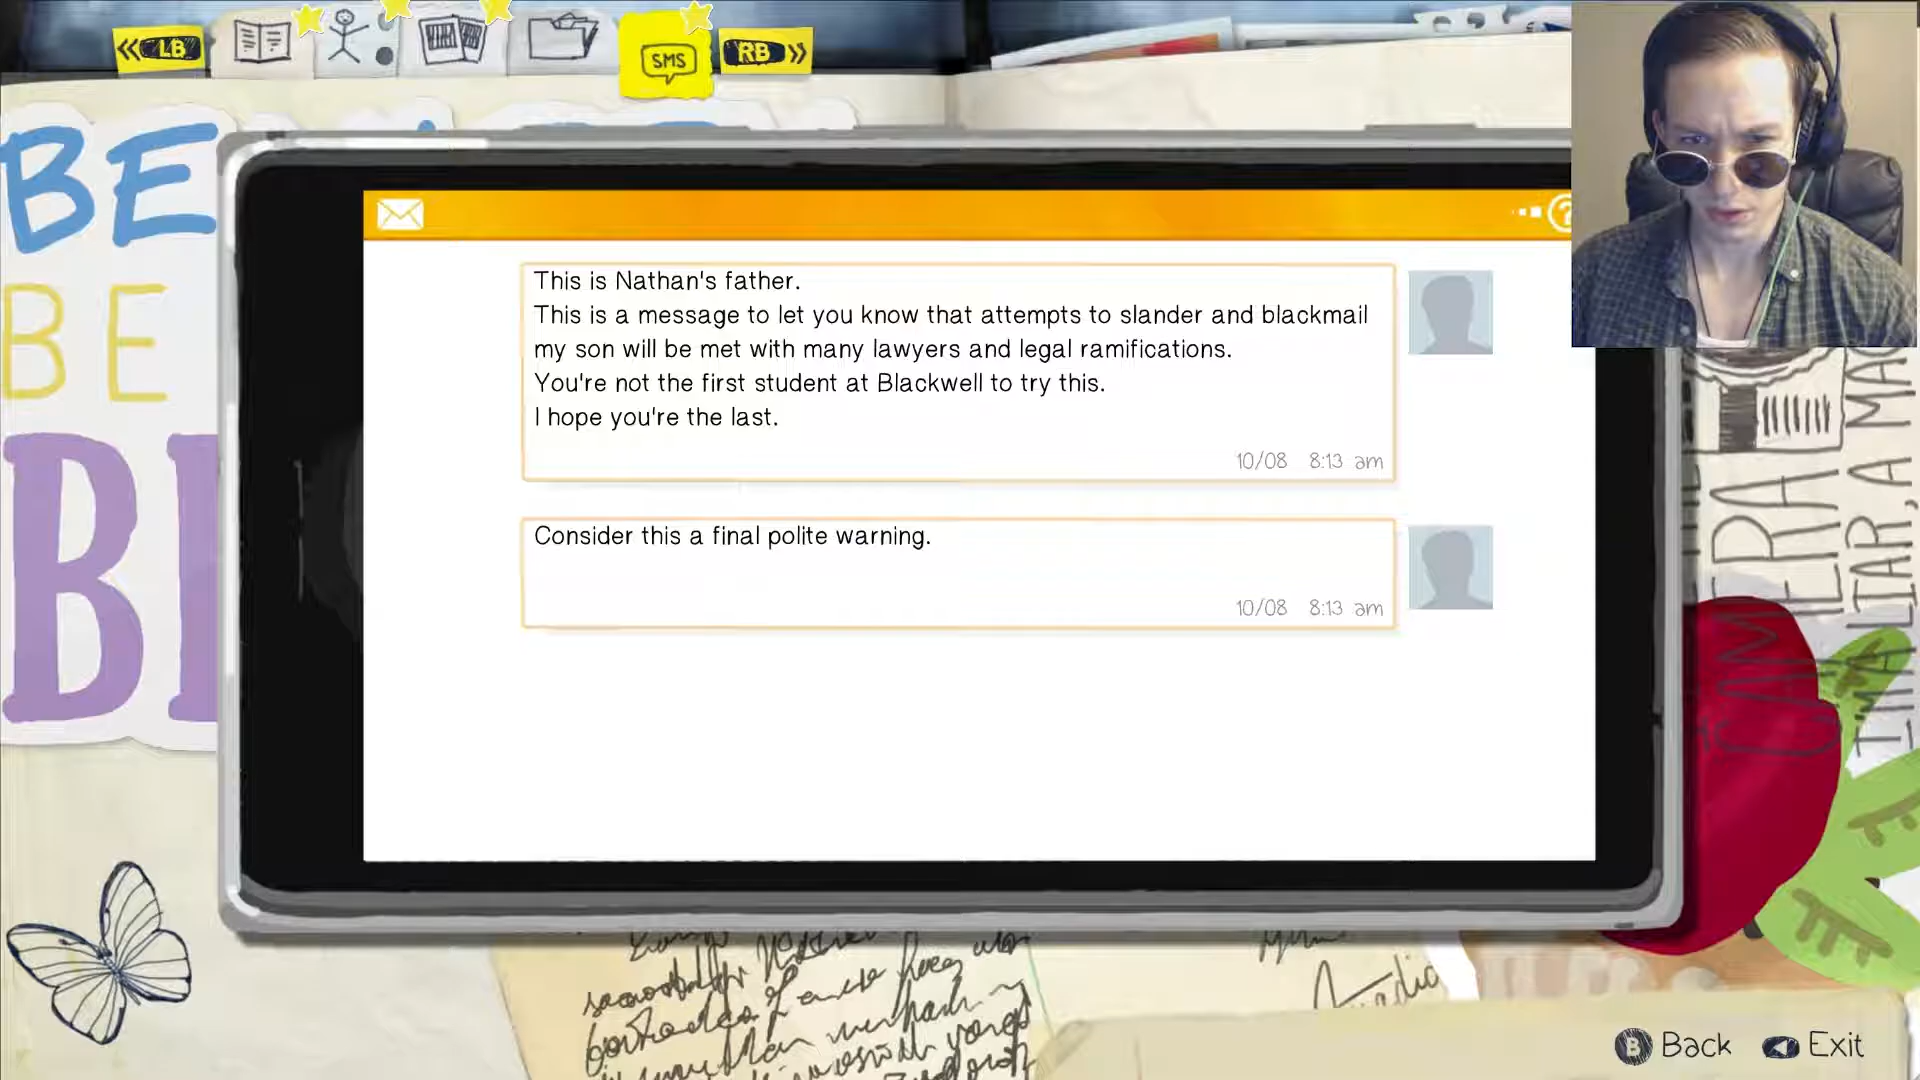 LB
SMS
RB
BE
BE
This is Nathan's father.
This is a message to let you know that attempts to slander and blackmail
my son will be met with many lawyers and legal ramifications.
You're not the first student at Blackwell to try this.
I hope you're the last.
10/08 8:13 am
Consider this a final polite warning.
10/08 8:13 am
B Back
Exit